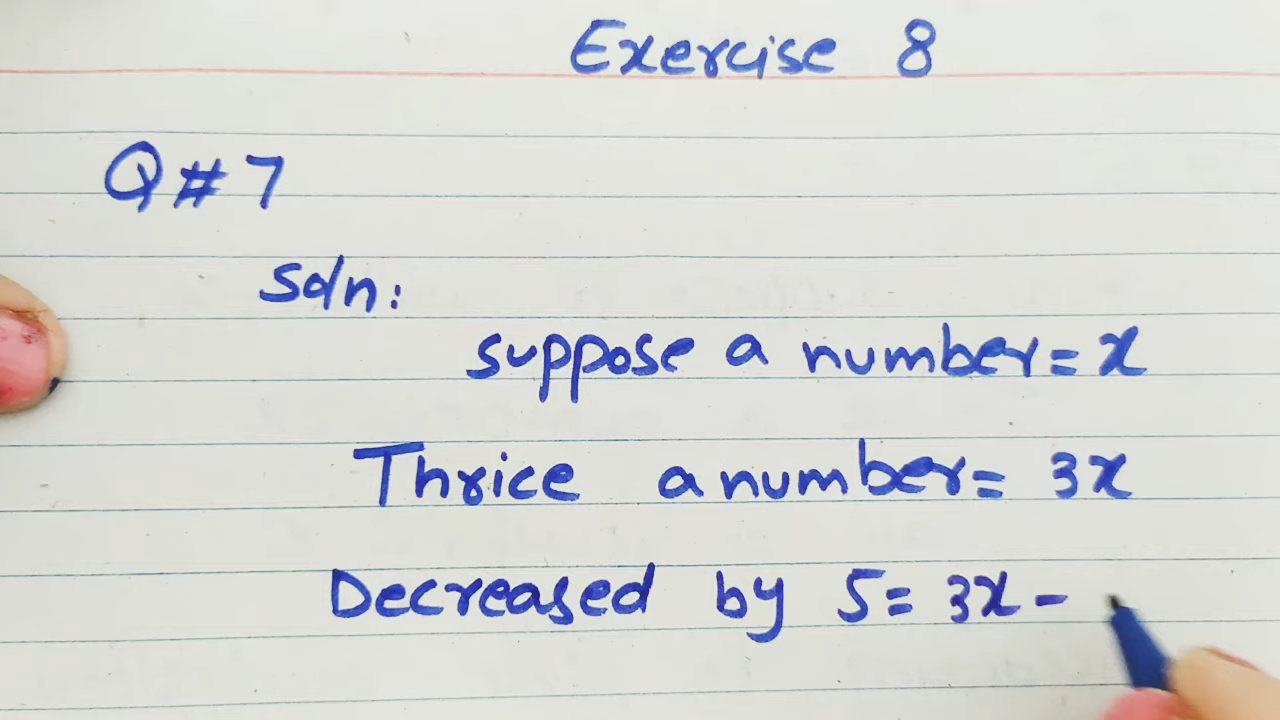 Exercise 8
Q#7
Soln:
suppose a number = x
Thrice a number = 3x
Decreased by 5 = 3x -